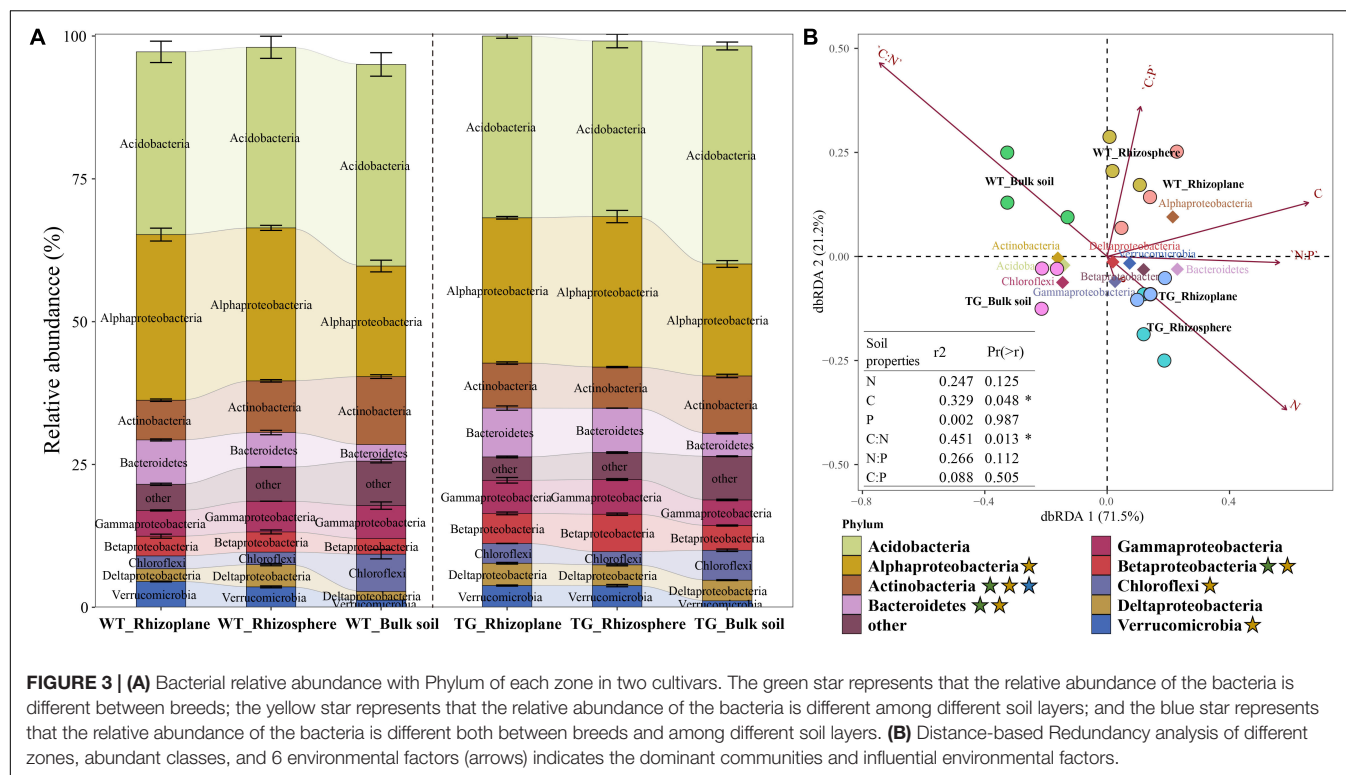 A
Relative abundancee (%)
100
75
50
25
0
Acidobacteria
Alphaproteobacteria
Actinobacteria
Bacteroidetes
other
Gammaproteobacteria
Betaproteobacteria
Chloroflexi
Deltaproteobacteria
Verrucomicrobia
Acidobacteria
Alphaproteobacteria
Actinobacteria
Bacteroidetes
other
Gammaproteobacteria
Betaproteobacteria
Chloroflexi
Deltaproteobacteria
Verrucomicrobia
Acidobacteria
Alphaproteobacteria
Actinobacteria
Bacteroidetes
other
Gammaproteobacteria
Betaproteobacteria
Chloroflexi
Deltaproteobacteria
Verrucomicrobia
Acidobacteria
Alphaproteobacteria
Actinobacteria
Bacteroidetes
other
Gammaproteobacteria
Betaproteobacteria
Chloroflexi
Deltaproteobacteria
Verrucomicrobia
Acidobacteria
Alphaproteobacteria
Actinobacteria
Bacteroidetes
other
Gammaproteobacteria
Betaproteobacteria
Chloroflexi
Deltaproteobacteria
Verrucomicrobia
Acidobacteria
Alphaproteobacteria
Actinobacteria
Bacteroidetes
other
Gammaproteobacteria
Betaproteobacteria
Chloroflexi
Deltaproteobacteria
Verrucomicrobia
WT_Rhizoplane WT_Rhizosphere WT_Bulk soil TG_Rhizoplane TG_Rhizosphere TG_Bulk soil
B
dbRDA 2 (21.2%)
0.50
0.25
0.00
−0.25
−0.50
`C:N`
`C:P`
WT_Rhizosphere
WT_Bulk soil
WT_Rhizoplane
C
Alphaproteobacteria
Actinobacteria
Deltaproteobacteria
`N:P`
Bacteroidetes
Chloroflexi
Gammaproteobacteria
TG_Bulk soil
TG_Rhizoplane
TG_Rhizosphere
N
Soil properties r2 Pr(>r)
N 0.247 0.125
C 0.329 0.048 *
P 0.002 0.987
C:N 0.451 0.013 *
N:P 0.266 0.112
C:P 0.088 0.505
−0.8 −0.4 0.0 0.4
dbRDA 1 (71.5%)
Phylum
Acidobacteria
Alphaproteobacteria
Actinobacteria
Bacteroidetes
other
Gammaproteobacteria
Betaproteobacteria
Chloroflexi
Deltaproteobacteria
Verrucomicrobia
FIGURE 3 | (A) Bacterial relative abundance with Phylum of each zone in two cultivars. The green star represents that the relative abundance of the bacteria is
different between breeds; the yellow star represents that the relative abundance of the bacteria is different among different soil layers; and the blue star represents
that the relative abundance of the bacteria is different both between breeds and among different soil layers. (B) Distance-based Redundancy analysis of different
zones, abundant classes, and 6 environmental factors (arrows) indicates the dominant communities and influential environmental factors.